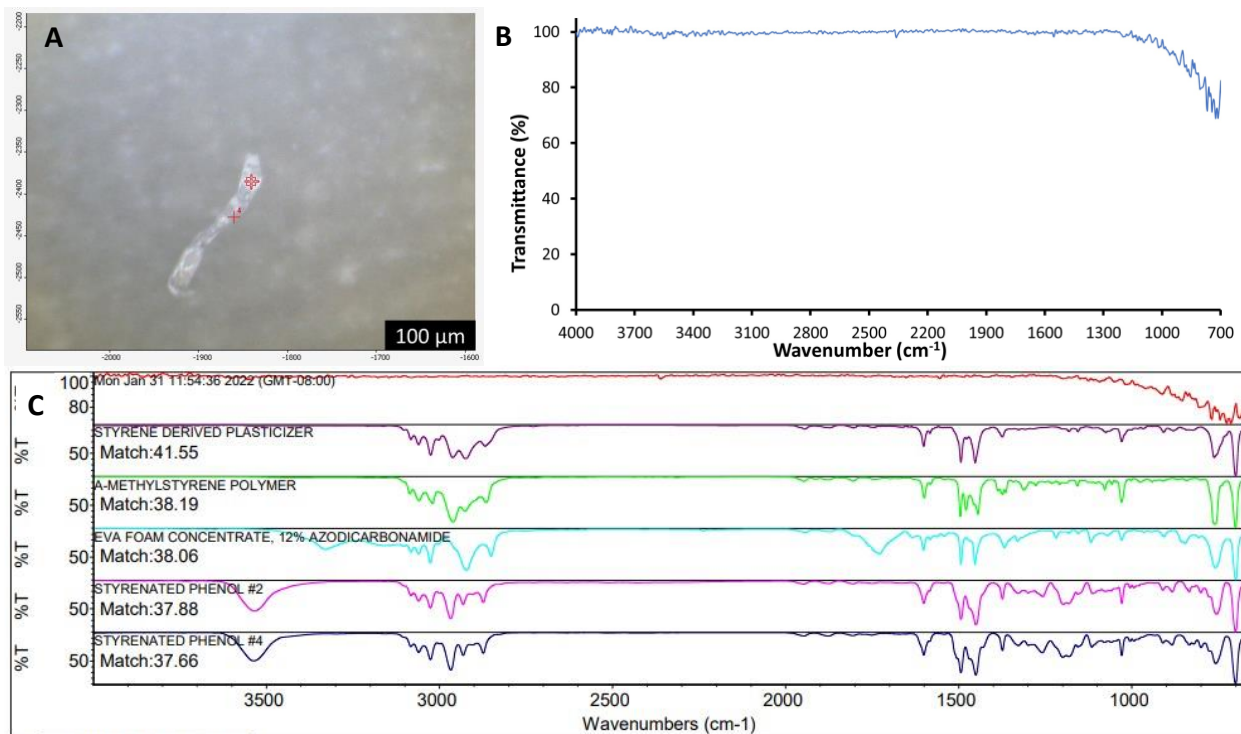 A
-2200
-2250
-2300
-2350
-2400
-2450
-2500
-2550
4
100 µm
-2000
-1900
-1800
-1700
-1600
B
Transmittance (%)
100
80
60
40
20
0
4000 3700 3400 3100 2800 2500 2200 1900 1600 1300 1000 700
Wavenumber (cm-1)
C
100
80
Mon Jan 31 11:54:36 2022 (GMT-08:00)
%T
50
STYRENE DERIVED PLASTICIZER
Match:41.55
%T
50
A-METHYLSTYRENE POLYMER
Match:38.19
%T
50
EVA FOAM CONCENTRATE, 12% AZODICARBONAMIDE
Match:38.06
%T
50
STYRENATED PHENOL #2
Match:37.88
%T
50
STYRENATED PHENOL #4
Match:37.66
3500 3000 2500 2000 1500 1000
Wavenumbers (cm-1)